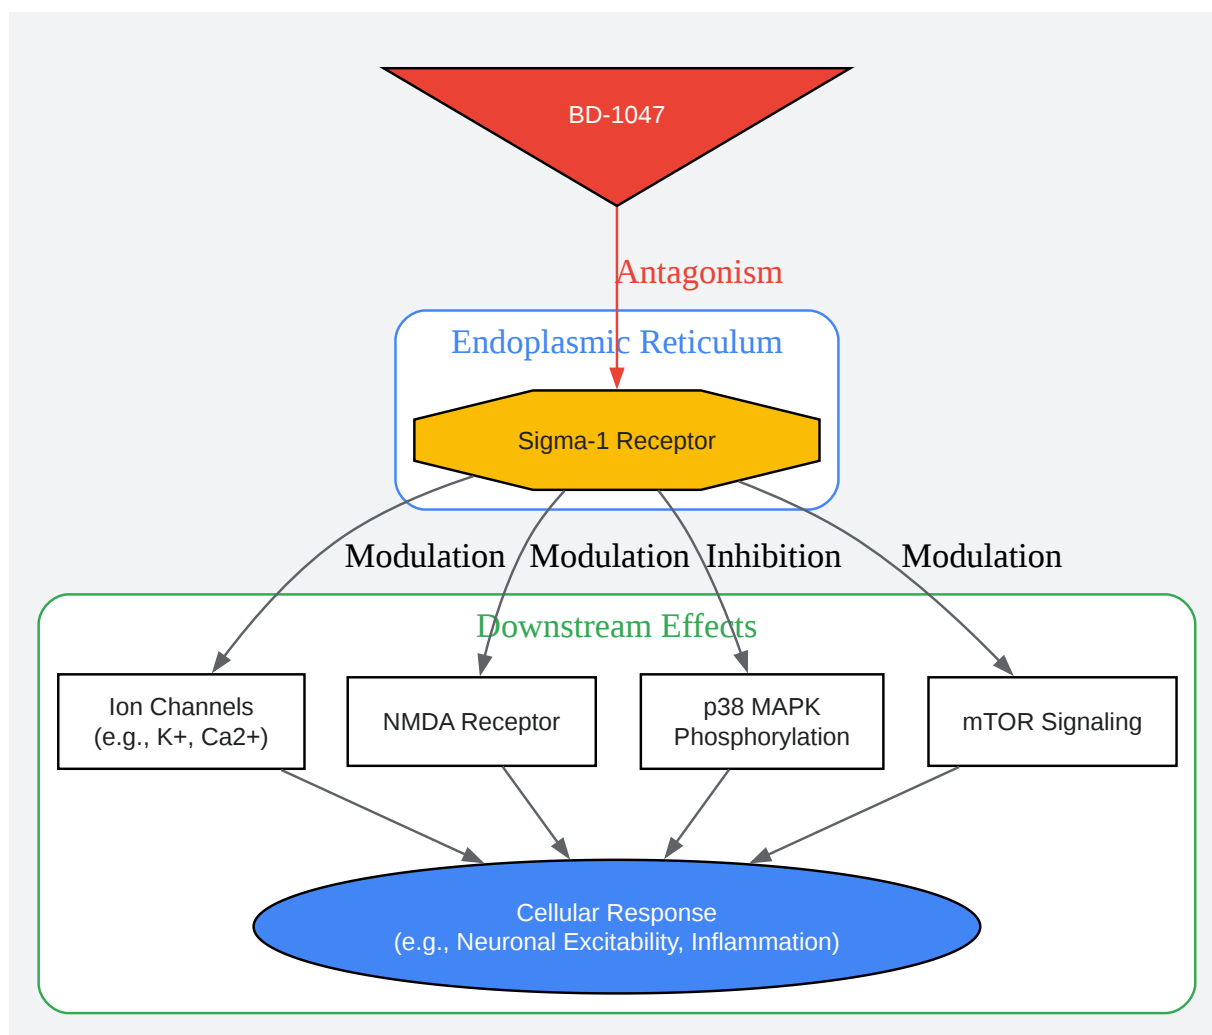 BD-1047
Antagonism
Endoplasmic Reticulum
Sigma-1 Receptor
Modulation
Modulation
Inhibition
Modulation
Downstream Effects
Ion Channels
(e.g., K+, Ca2+)
NMDA Receptor
p38 MAPK
Phosphorylation
mTOR Signaling
Cellular Response
(e.g., Neuronal Excitability, Inflammation)